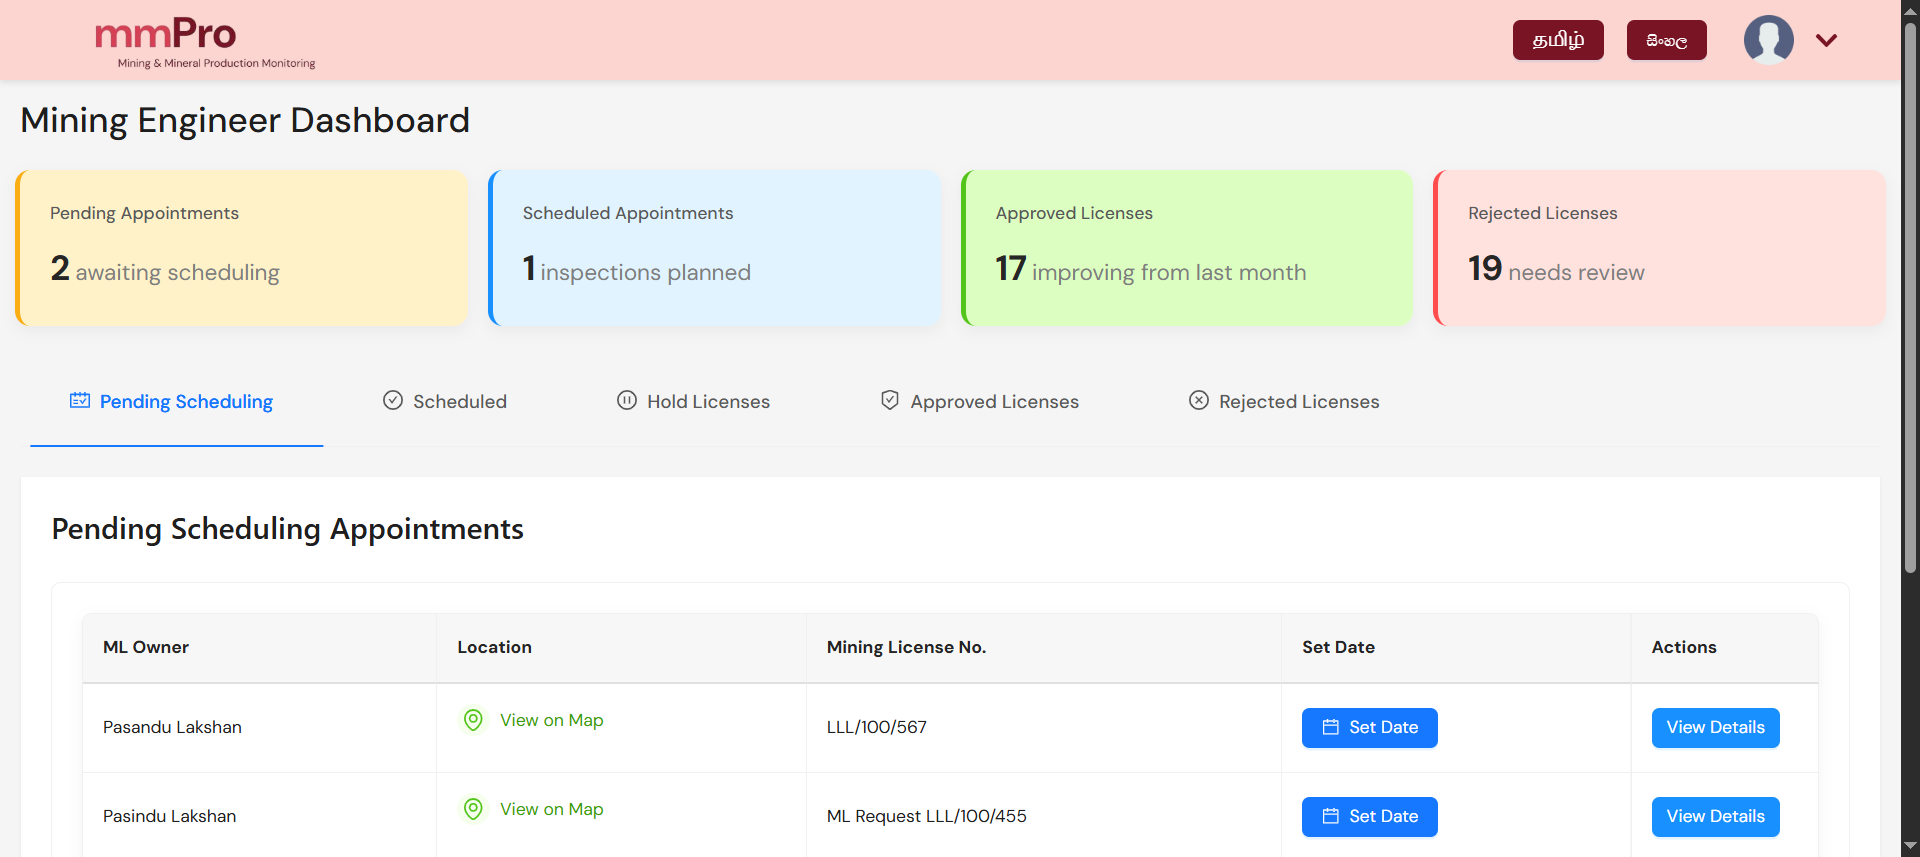 mmPro
Mining & Mineral Production Monitoring
தமிழ்
සිංහල
Mining Engineer Dashboard
Pending Appointments
2 awaiting scheduling
Scheduled Appointments
1 inspections planned
Approved Licenses
17 improving from last month
Rejected Licenses
19 needs review
Pending Scheduling
Scheduled
Hold Licenses
Approved Licenses
Rejected Licenses
Pending Scheduling Appointments
ML Owner
Location
Mining License No.
Set Date
Actions
Pasandu Lakshan
View on Map
LLL/100/567
Set Date
View Details
Pasindu Lakshan
View on Map
ML Request LLL/100/455
Set Date
View Details